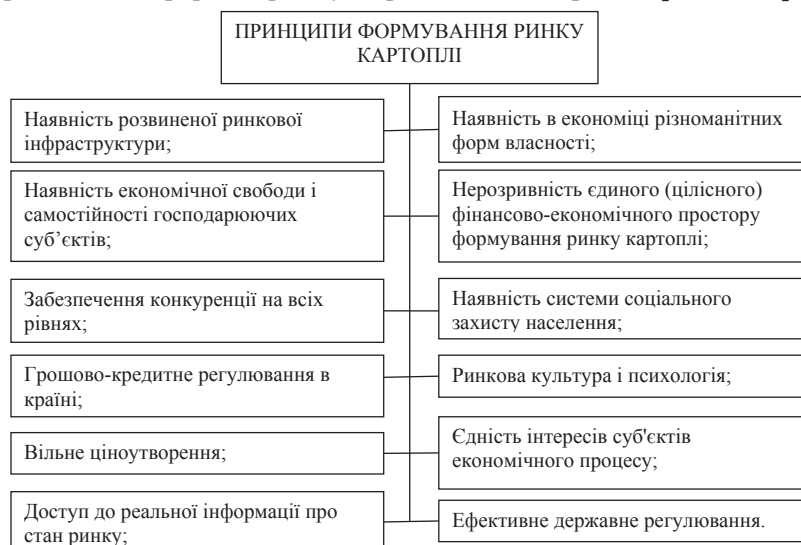 ПРИНЦИПИ ФОРМУВАННЯ РИНКУ
КАРТОПЛІ
Наявність розвиненої ринкової
інфраструктури;
Наявність в економіці різноманітних
форм власності;
Наявність економічної свободи і
самостійності господарюючих
суб’єктів;
Нерозривність єдиного (цілісного)
фінансово-економічного простору
формування ринку картоплі;
Забезпечення конкуренції на всіх
рівнях;
Наявність системи соціального
захисту населення;
Грошово-кредитне регулювання в
країні;
Ринкова культура і психологія;
Вільне ціноутворення;
Єдність інтересів суб'єктів
економічного процесу;
Доступ до реальної інформації про
стан ринку;
Ефективне державне регулювання.